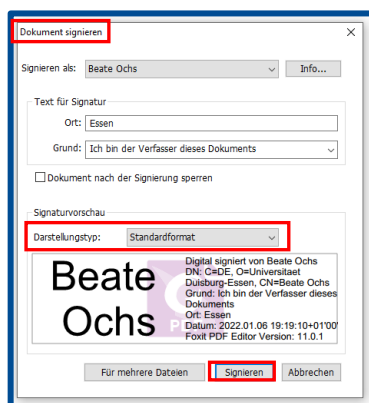 Dokument signieren
Signieren als: Beate Ochs Info...
Text für Signatur
Ort: Essen
Grund: Ich bin der Verfasser dieses Dokuments
Dokument nach der Signierung sperren
Signaturvorschau
Darstellungstyp: Standardformat
Beate
Ochs
Digital signiert von Beate Ochs
DN: C=DE, O=Universitaet
Duisburg-Essen, CN=Beate Ochs
Grund: Ich bin der Verfasser dieses
Dokuments
Ort: Essen
Datum: 2022.01.06 19:19:10+01'00'
Foxit PDF Editor Version: 11.0.1
Für mehrere Dateien Signieren Abbrechen